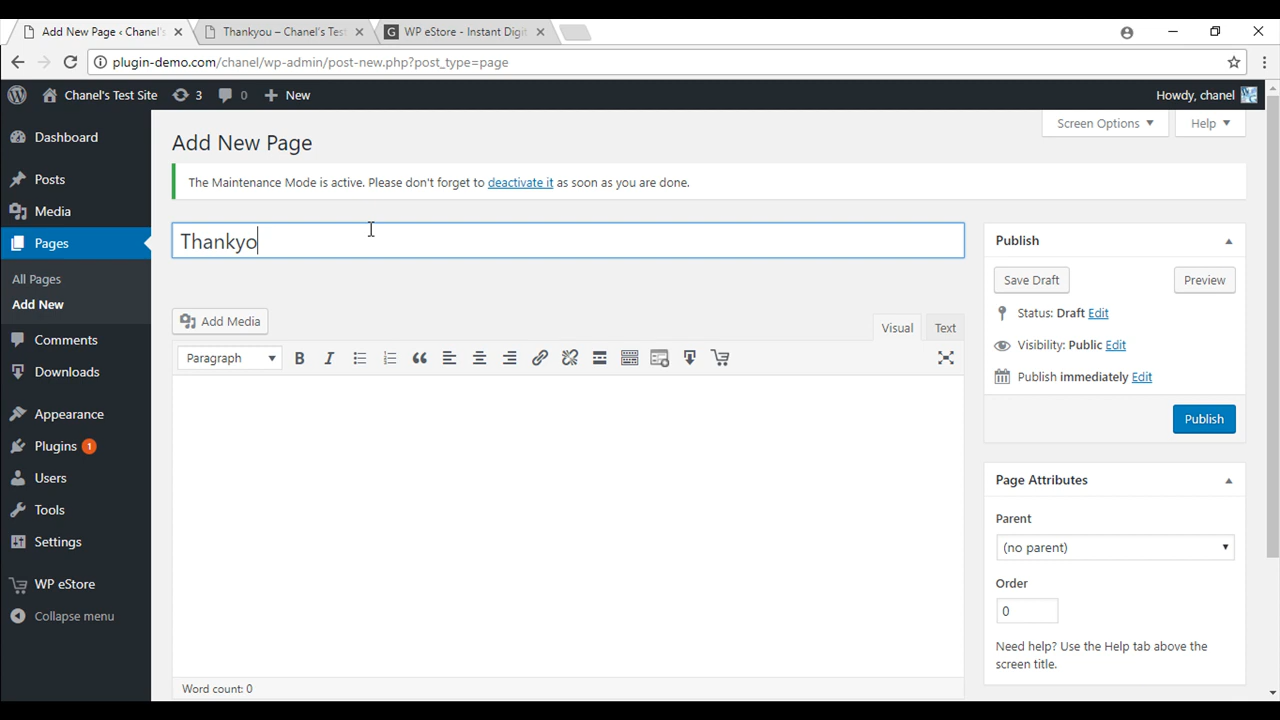 Add New Page ‹ Chanel's
Thankyou – Chanel's Test
WP eStore - Instant Digit
plugin-demo.com/chanel/wp-admin/post-new.php?post_type=page
Chanel's Test Site 3 0 New Howdy, chanel
Screen Options Help
Dashboard
Posts
Media
Pages
All Pages
Add New
Comments
Downloads
Appearance
Plugins 1
Users
Tools
Settings
WP eStore
Collapse menu
Add New Page
The Maintenance Mode is active. Please don't forget to deactivate it as soon as you are done.
Thankyo
Add Media
Visual Text
Paragraph
Word count: 0
Publish
Save Draft Preview
Status: Draft Edit
Visibility: Public Edit
Publish immediately Edit
Publish
Page Attributes
Parent
(no parent)
Order
0
Need help? Use the Help tab above the
screen title.